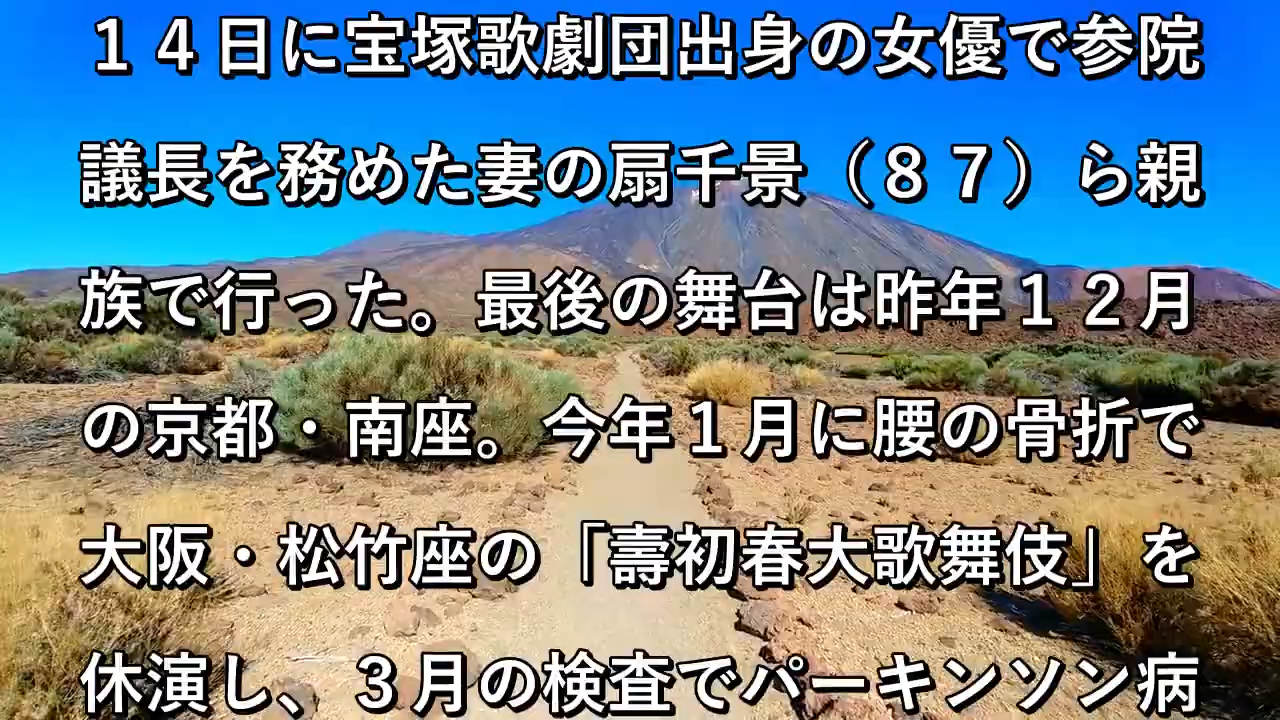 １４日に宝塚歌劇団出身の女優で参院
議長を務めた妻の扇千景（８７）ら親
族で行った。最後の舞台は昨年１２月
の京都・南座。今年１月に腰の骨折で
大阪・松竹座の「壽初春大歌舞伎」を
休演し、３月の検査でパーキンソン病